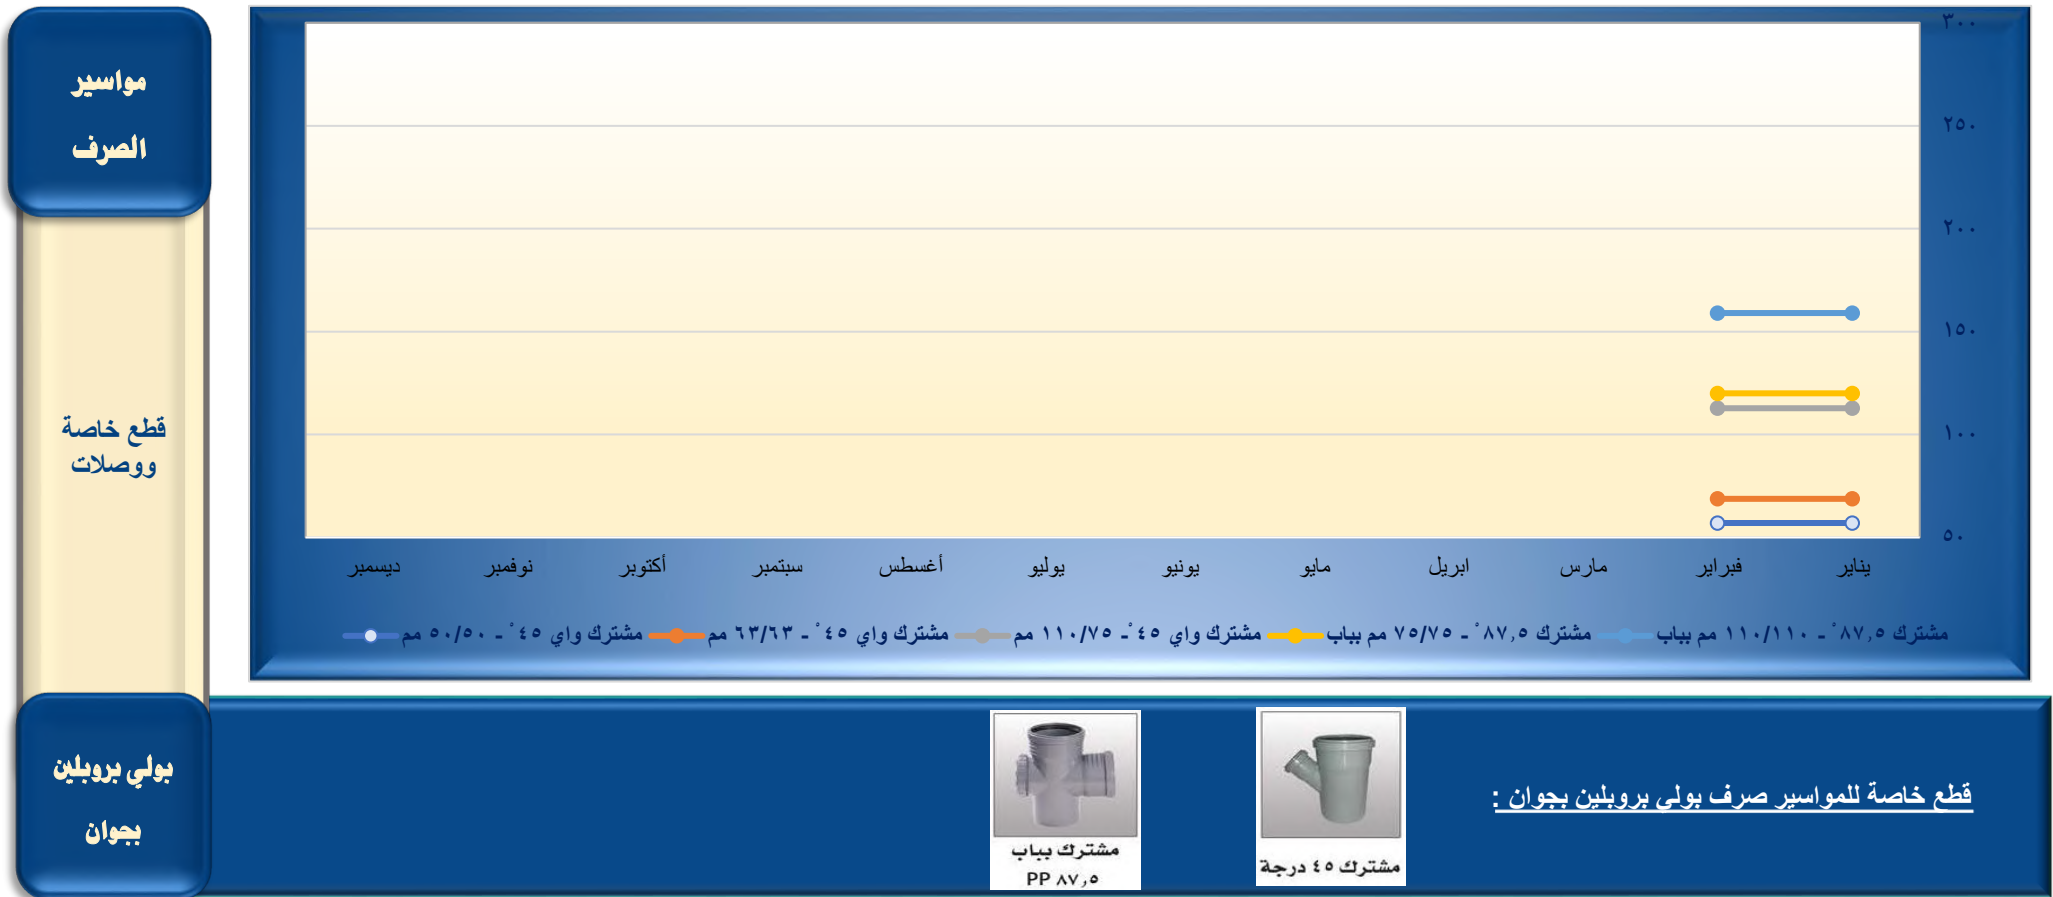 مواسير
الصرف
قطع خاصة
ووصلات
بولي بروبلين
بجوان
٣٠٠
٢٥٠
٢٠٠
١٥٠
١٠٠
٥٠
يناير فبراير مارس ابريل مايو يونيو يوليو أغسطس سبتمبر أكتوبر نوفمبر ديسمبر
مشترك ٨٧,٥ْ - ١١٠/١١٠ مم بباب مشترك ٨٧,٥ْ - ٧٥/٧٥ مم بباب مشترك واي ٤٥ْ- ١١٠/٧٥ مم مشترك واي ٤٥ْ - ٦٣/٦٣ مم مشترك واي ٤٥ْ - ٥٠/٥٠ مم
قطع خاصة للمواسير صرف بولي بروبلين بجوان :
مشترك ٤٥ درجة
مشترك بباب
PP ٨٧,٥